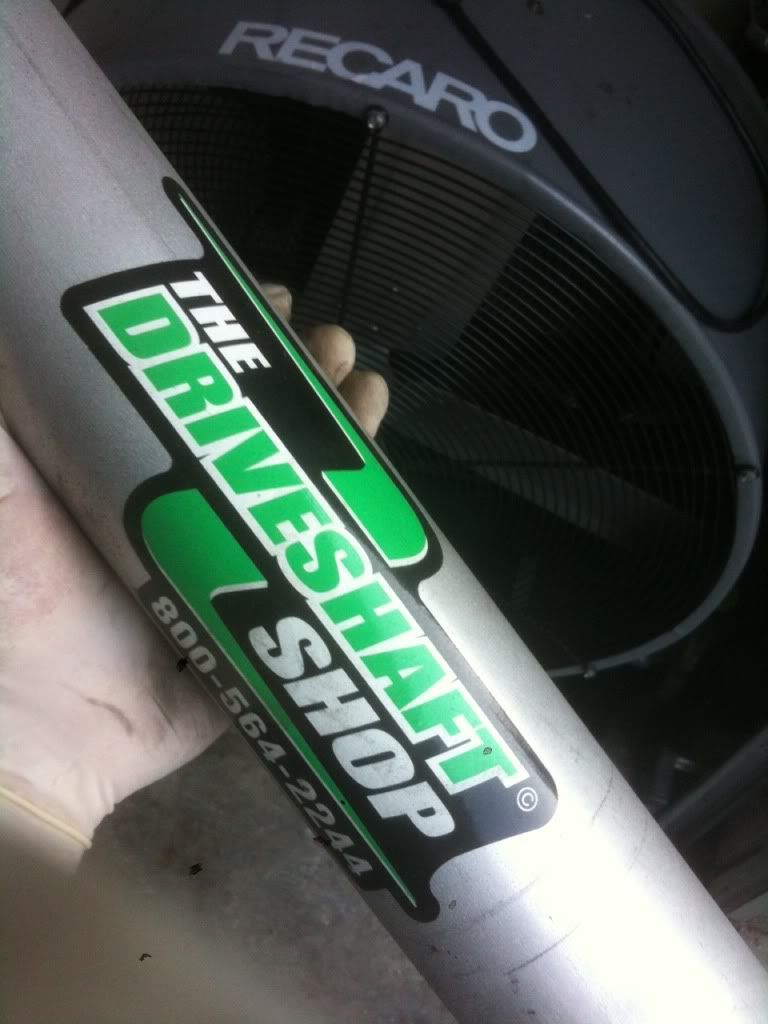 RECARO
THE
DRIVESHAFT
SHOP
©
800-564-2244